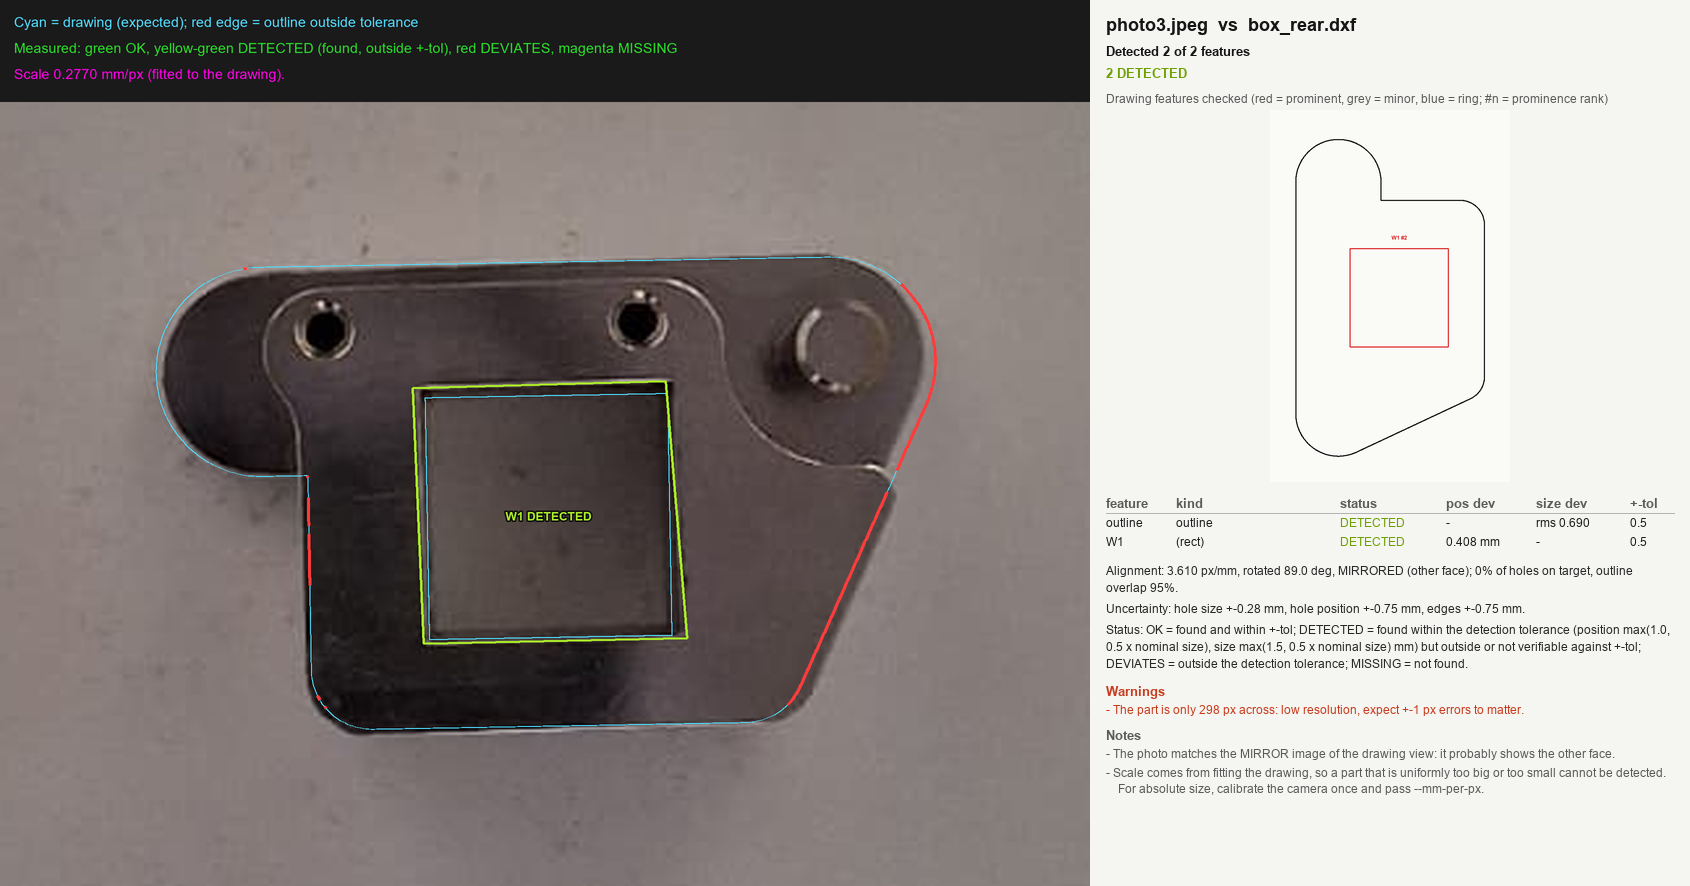 Cyan = drawing (expected); red edge = outline outside tolerance
Measured: green OK, yellow-green DETECTED (found, outside +-tol), red DEVIATES, magenta MISSING
Scale 0.2770 mm/px (fitted to the drawing).
W1 DETECTED
photo3.jpeg vs box_rear.dxf
Detected 2 of 2 features
2 DETECTED
Drawing features checked (red = prominent, grey = minor, blue = ring; #n = prominence rank)
W1 #2
feature kind status pos dev size dev +-tol
outline outline DETECTED - rms 0.690 0.5
W1 (rect) DETECTED 0.408 mm - 0.5
Alignment: 3.610 px/mm, rotated 89.0 deg, MIRRORED (other face); 0% of holes on target, outline
overlap 95%.
Uncertainty: hole size +-0.28 mm, hole position +-0.75 mm, edges +-0.75 mm.
Status: OK = found and within +-tol; DETECTED = found within the detection tolerance (position max(1.0,
0.5 x nominal size), size max(1.5, 0.5 x nominal size) mm) but outside or not verifiable against +-tol;
DEVIATES = outside the detection tolerance; MISSING = not found.
Warnings
- The part is only 298 px across: low resolution, expect +-1 px errors to matter.
Notes
- The photo matches the MIRROR image of the drawing view: it probably shows the other face.
- Scale comes from fitting the drawing, so a part that is uniformly too big or too small cannot be detected.
For absolute size, calibrate the camera once and pass --mm-per-px.